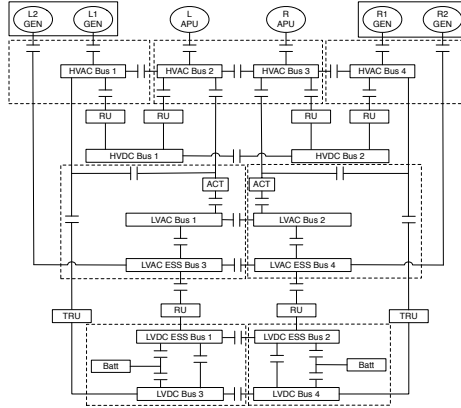 L2 GEN
L1 GEN
L APU
R APU
R1 GEN
R2 GEN
HVAC Bus 1
HVAC Bus 2
HVAC Bus 3
HVAC Bus 4
RU
RU
RU
RU
HVDC Bus 1
HVDC Bus 2
ACT
ACT
LVAC Bus 1
LVAC Bus 2
LVAC ESS Bus 3
LVAC ESS Bus 4
TRU
RU
RU
TRU
LVDC ESS Bus 1
LVDC ESS Bus 2
Batt
Batt
LVDC Bus 3
LVDC Bus 4